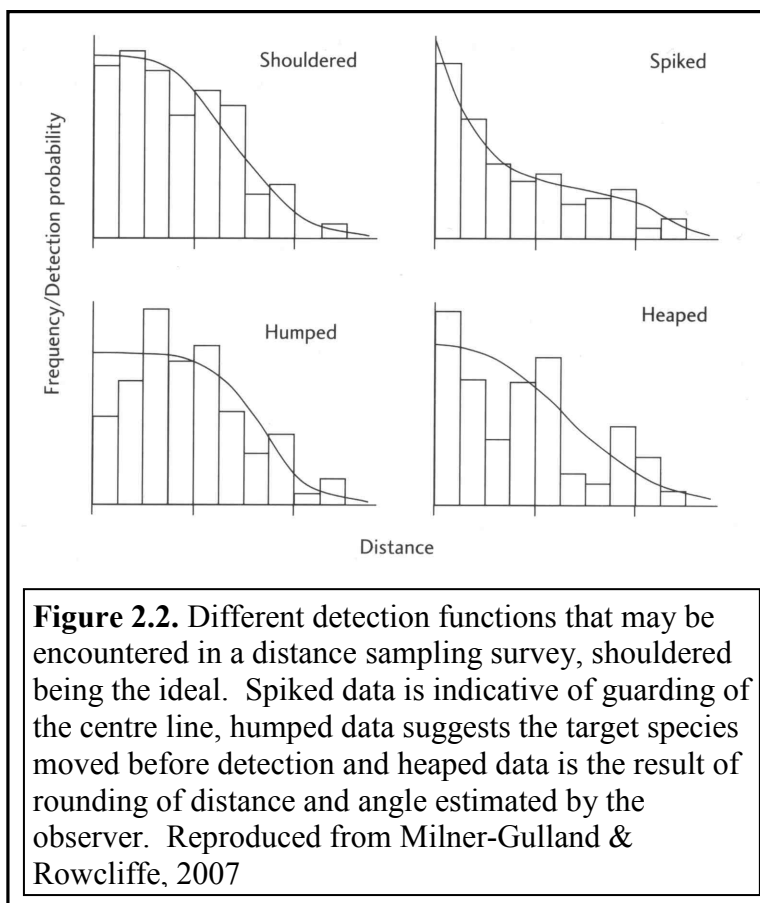 Shouldered
Spiked
Frequency/Detection probability
Humped
Heaped
Distance
Figure 2.2. Different detection functions that may be
encountered in a distance sampling survey, shouldered
being the ideal.  Spiked data is indicative of guarding of
the centre line, humped data suggests the target species
moved before detection and heaped data is the result of
rounding of distance and angle estimated by the
observer.  Reproduced from Milner-Gulland &
Rowcliffe, 2007